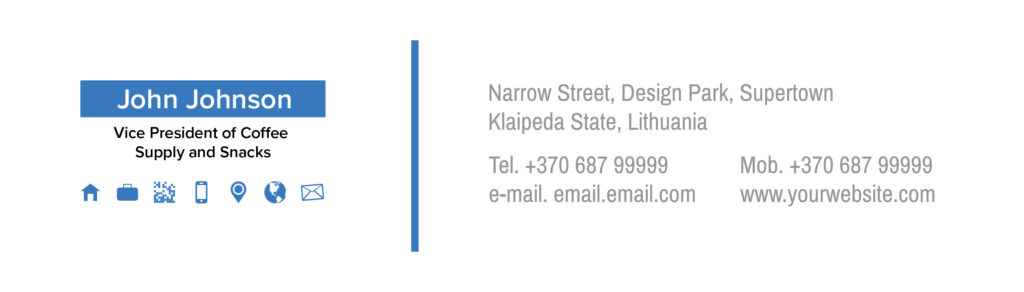 John Johnson
Vice President of Coffee
Supply and Snacks
Narrow Street, Design Park, Supertown
Klaipeda State, Lithuania
Tel. +370 687 99999
Mob. +370 687 99999
e-mail. email.email.com
www.yourwebsite.com